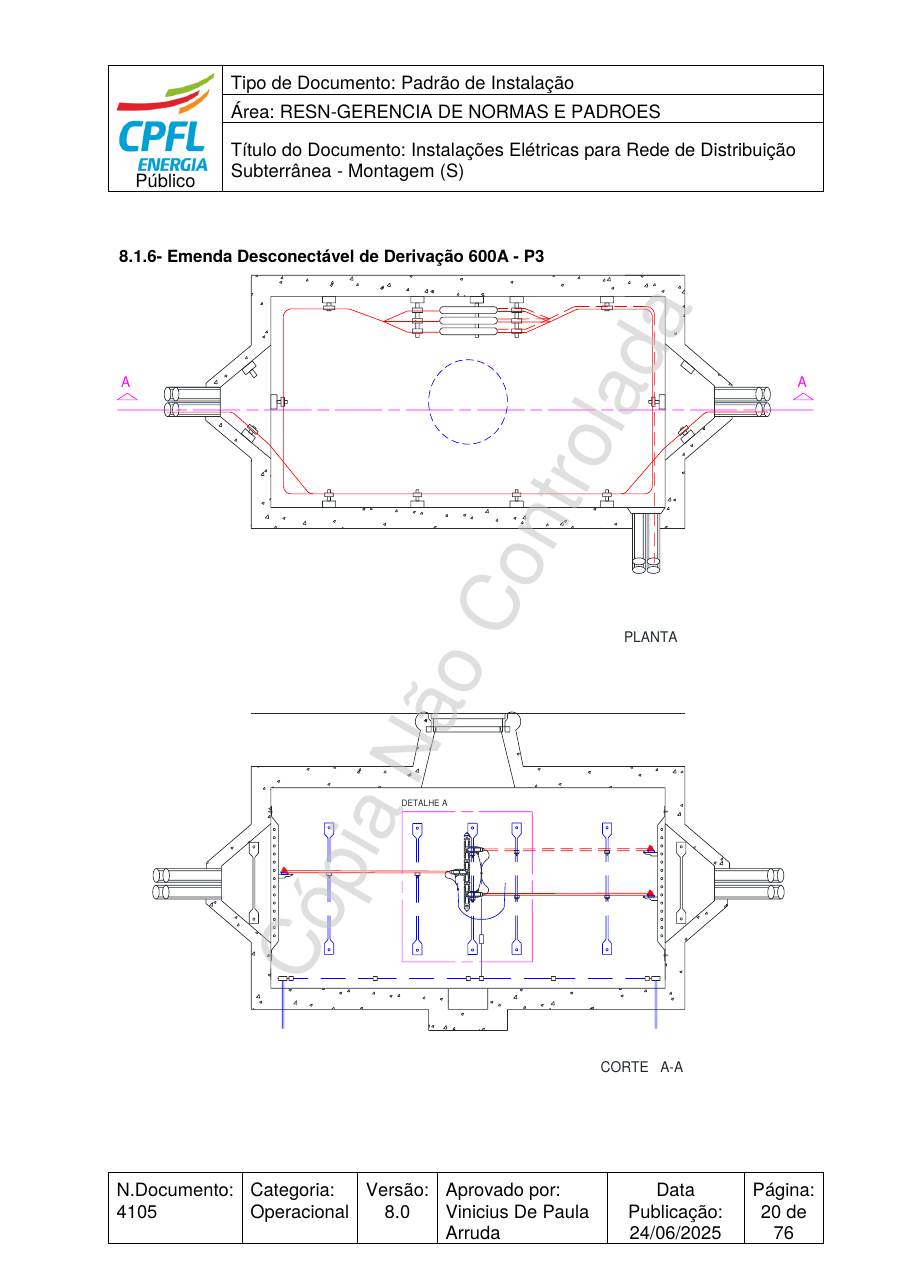 Tipo de Documento: Padrão de Instalação
Área: RESN-GERENCIA DE NORMAS E PADROES
CPFL
ENERGIA
Público
Título do Documento: Instalações Elétricas para Rede de Distribuição
Subterrânea - Montagem (S)
8.1.6- Emenda Desconectável de Derivação 600A - P3
A
A
PLANTA
Cópia Não Controlada
DETALHE A
CORTE A-A
N.Documento:
4105
Categoria:
Operacional
Versão:
8.0
Aprovado por:
Vinicius De Paula
Arruda
Data
Publicação:
24/06/2025
Página:
20 de
76